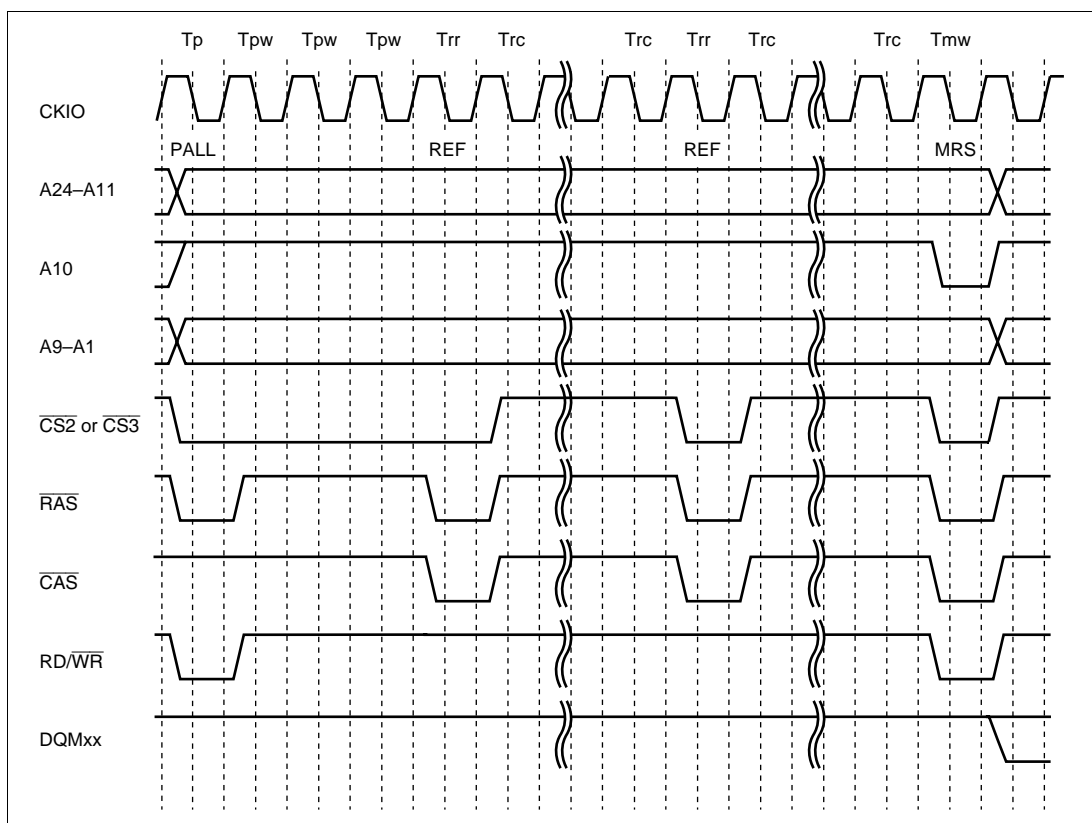 Tp Tpw Tpw Tpw Trr Trc Trc Trr Trc Trc Tmw
CKIO
PALL REF REF MRS
A24–A11
A10
A9–A1
CS2 or CS3
RAS
CAS
RD/WR
DQMxx